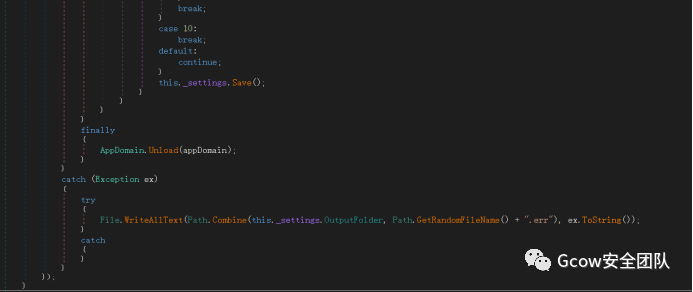 break;
}
case 10:
break;
default:
continue;
}
this._settings.Save();
}
}
}
}
finally
{
AppDomain.Unload(appDomain);
}
}
catch (Exception ex)
{
try
{
File.WriteAllText(Path.Combine(this._settings.OutputFolder, Path.GetRandomFileName() + ".err"), ex.ToString());
}
catch
{
}
}
});
}
Gcow安全团队